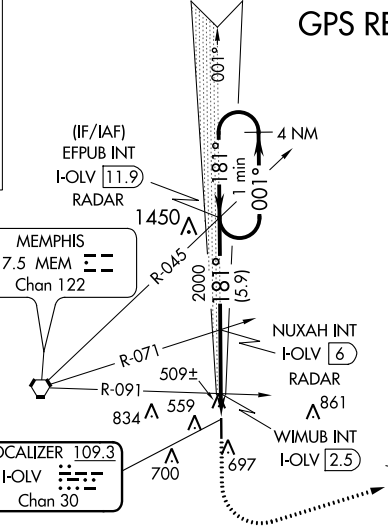 GPS RE
001°
(IF/IAF)
EFPUB INT
I-OLV 11.9
RADAR
4 NM
181°
1 min
001°
1450
MEMPHIS
7.5 MEM
Chan 122
R-045
2000
181°
(5.9)
NUXAH INT
I-OLV 6
RADAR
R-071
R-091
509±
834
559
861
WIMUB INT
I-OLV 2.5
OCALIZER 109.3
I-OLV
Chan 30
700
697